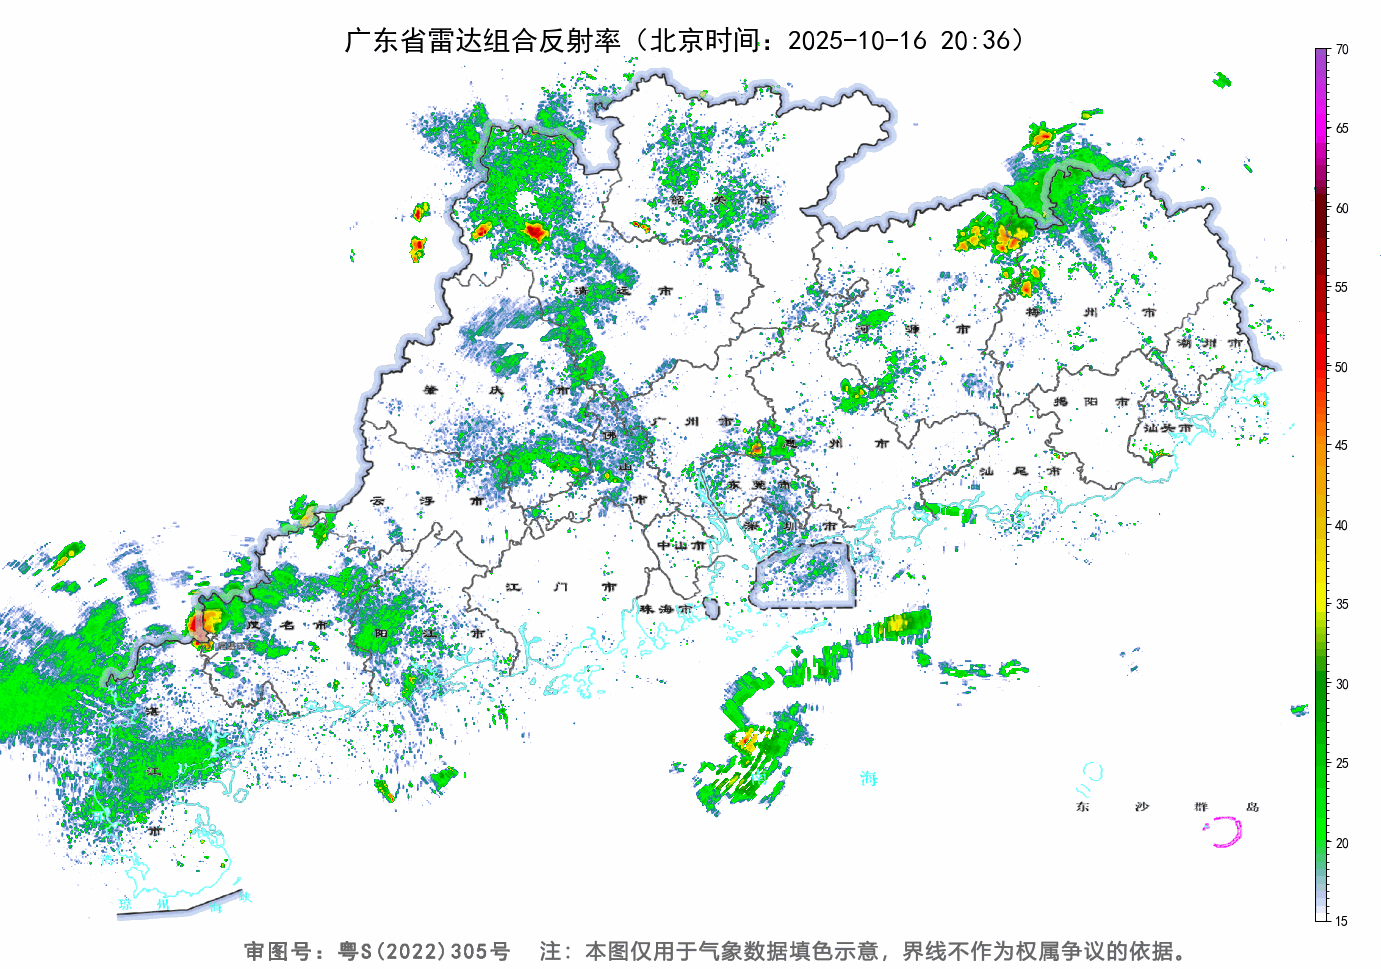 广东省雷达组合反射率（北京时间：2025-10-16 20:36）
70
65
60
55
50
45
40
35
30
25
20
15
韶 关 市
清 远 市
梅 州 市
河 源 市
潮 州 市
肇 庆 市
揭 阳 市
广 州 市
汕头市
佛 山 市
惠 州 市
汕 尾 市
东 莞 市
云 浮 市
深 圳 市
中山市
江 门 市
珠海市
茂 名 市
阳 江 市
湛 江 市
海
东 沙 群 岛
琼 州 海 峡
审图号：粤S(2022)305号 注：本图仅用于气象数据填色示意，界线不作为权属争议的依据。